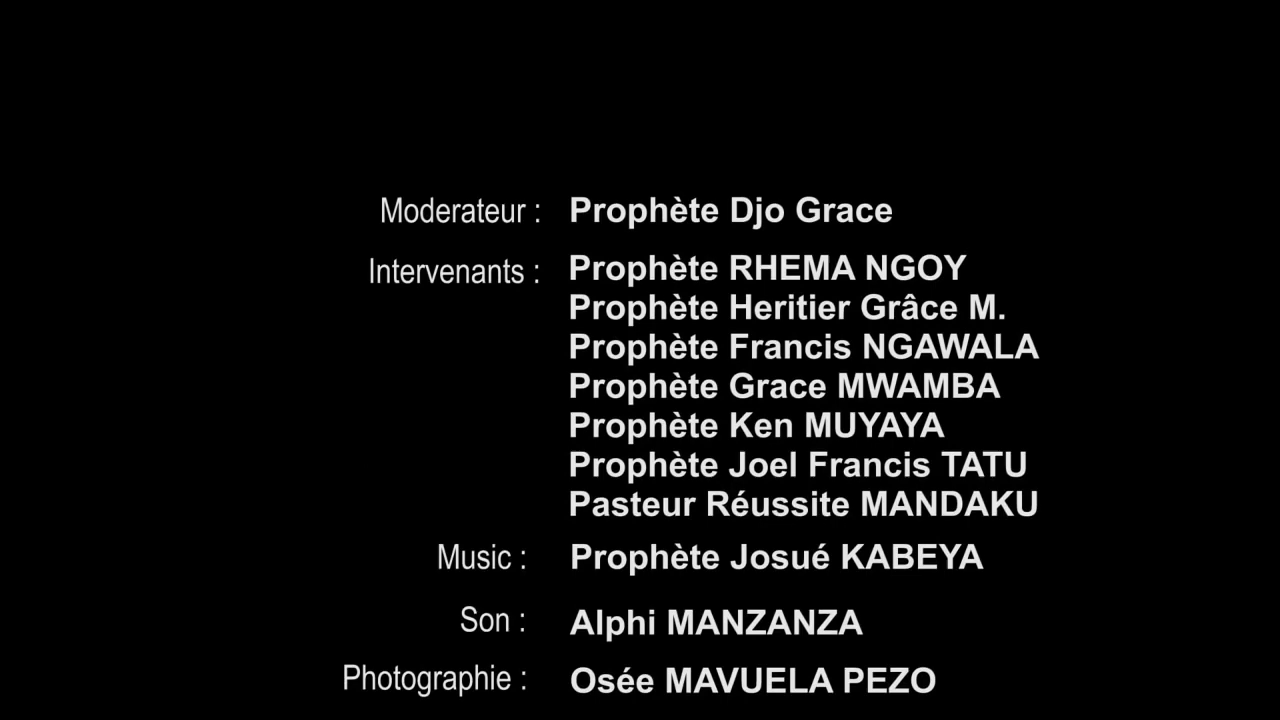 Moderateur : Prophète Djo Grace
Intervenants : Prophète RHEMA NGOY
Prophète Heritier Grâce M.
Prophète Francis NGAWALA
Prophète Grace MWAMBA
Prophète Ken MUYAYA
Prophète Joel Francis TATU
Pasteur Réussite MANDAKU
Music : Prophète Josué KABEYA
Son : Alphi MANZANZA
Photographie : Osée MAVUELA PEZO